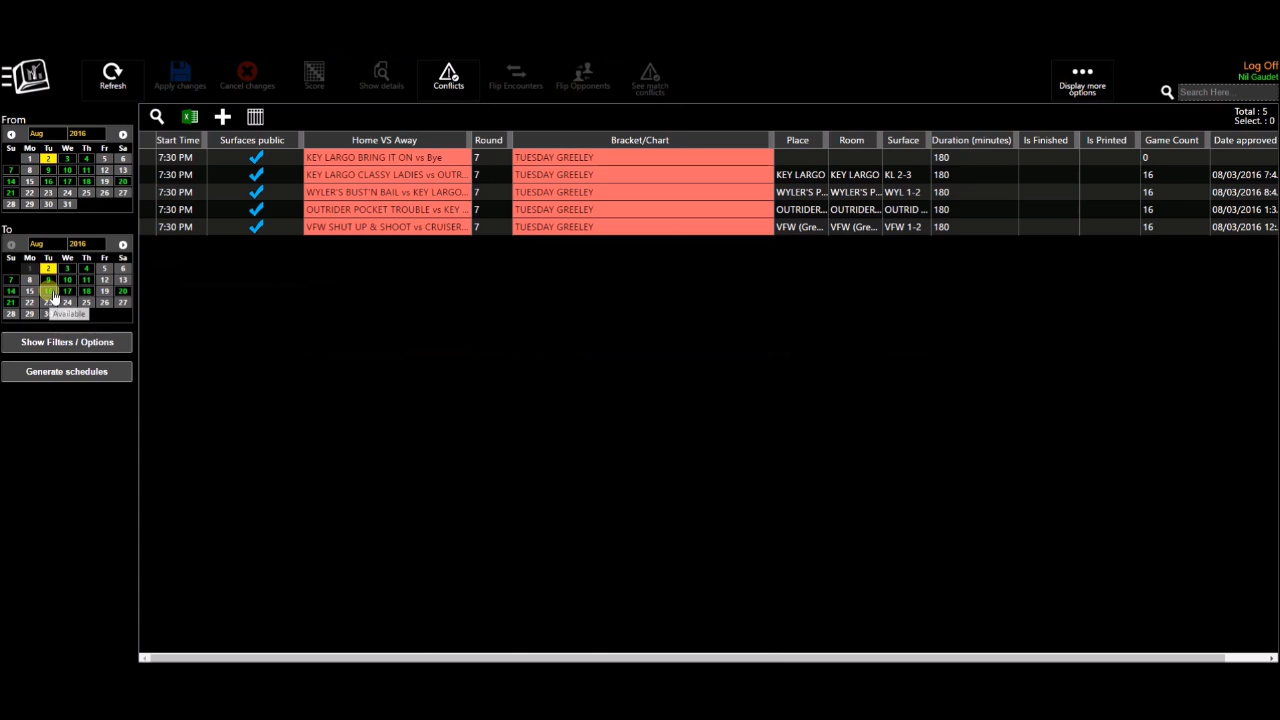 Log Off
Nil Gaudet
Refresh
Apply changes
Cancel changes
Score
Show details
Conflicts
Flip Encounters
Flip Opponents
See match conflicts
Display more options
Search Here...
Total : 5
Select. : 0
From
Aug 2016
Su Mo Tu We Th Fr Sa
1 2 3 4 5 6
7 8 9 10 11 12 13
14 15 16 17 18 19 20
21 22 23 24 25 26 27
28 29 30 31
To
Aug 2016
Su Mo Tu We Th Fr Sa
1 2 3 4 5 6
7 8 9 10 11 12 13
14 15 16 17 18 19 20
21 22 23 24 25 26 27
28 29 3
Available
Show Filters / Options
Generate schedules
Start Time Surfaces public Home VS Away Round Bracket/Chart Place Room Surface Duration (minutes) Is Finished Is Printed Game Count Date approved
7:30 PM KEY LARGO BRING IT ON vs Bye 7 TUESDAY GREELEY 180 0
7:30 PM KEY LARGO CLASSY LADIES vs OUTR... 7 TUESDAY GREELEY KEY LARGO KEY LARGO KL 2-3 180 16 08/03/2016 7:4.
7:30 PM WYLER'S BUST'N BAIL vs KEY LARGO... 7 TUESDAY GREELEY WYLER'S P... WYLER'S P... WYL 1-2 180 16 08/03/2016 8:4.
7:30 PM OUTRIDER POCKET TROUBLE vs KEY ... 7 TUESDAY GREELEY OUTRIDER... OUTRIDER... OUTRID ... 180 16 08/03/2016 1:3.
7:30 PM VFW SHUT UP & SHOOT vs CRUISER... 7 TUESDAY GREELEY VFW (Gre... VFW (Gre... VFW 1-2 180 16 08/03/2016 12:.